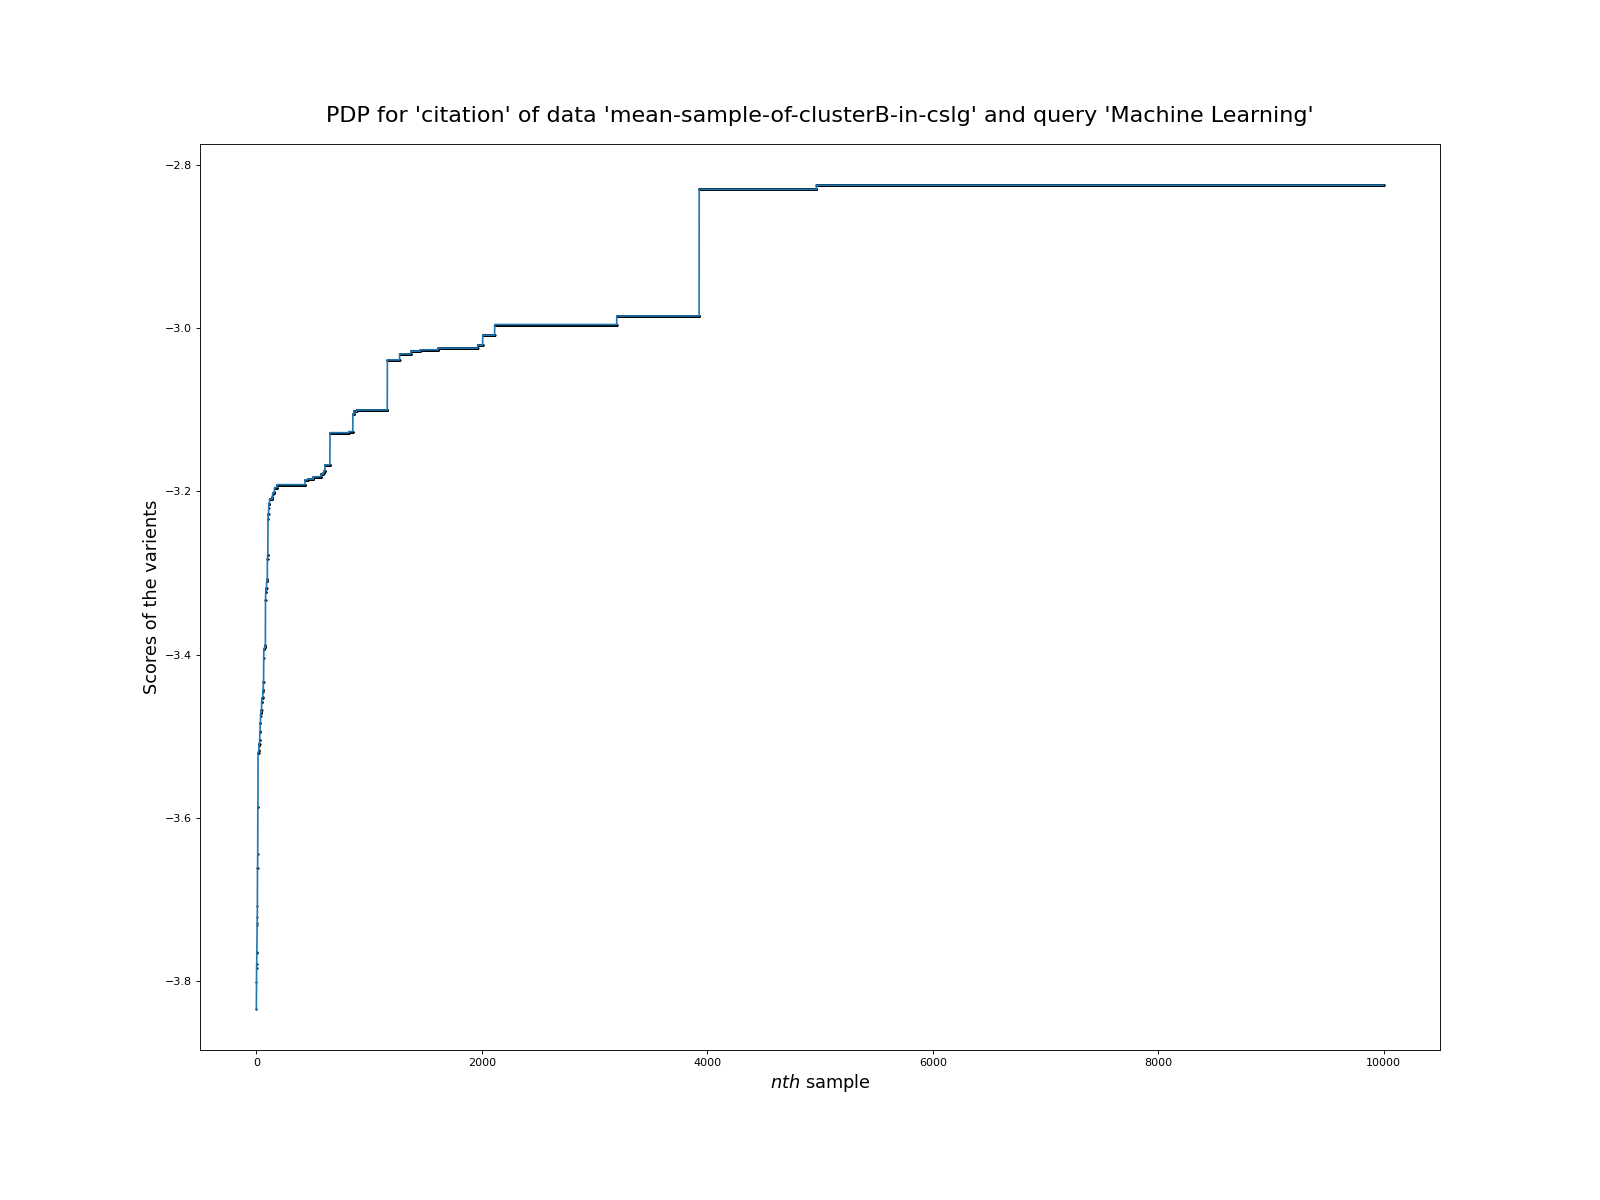 PDP for 'citation' of data 'mean-sample-of-clusterB-in-cslg' and query 'Machine Learning'
−2.8
−3.0
−3.2
−3.4
−3.6
−3.8
Scores of the varients
0 2000 4000 6000 8000 10000
nth sample